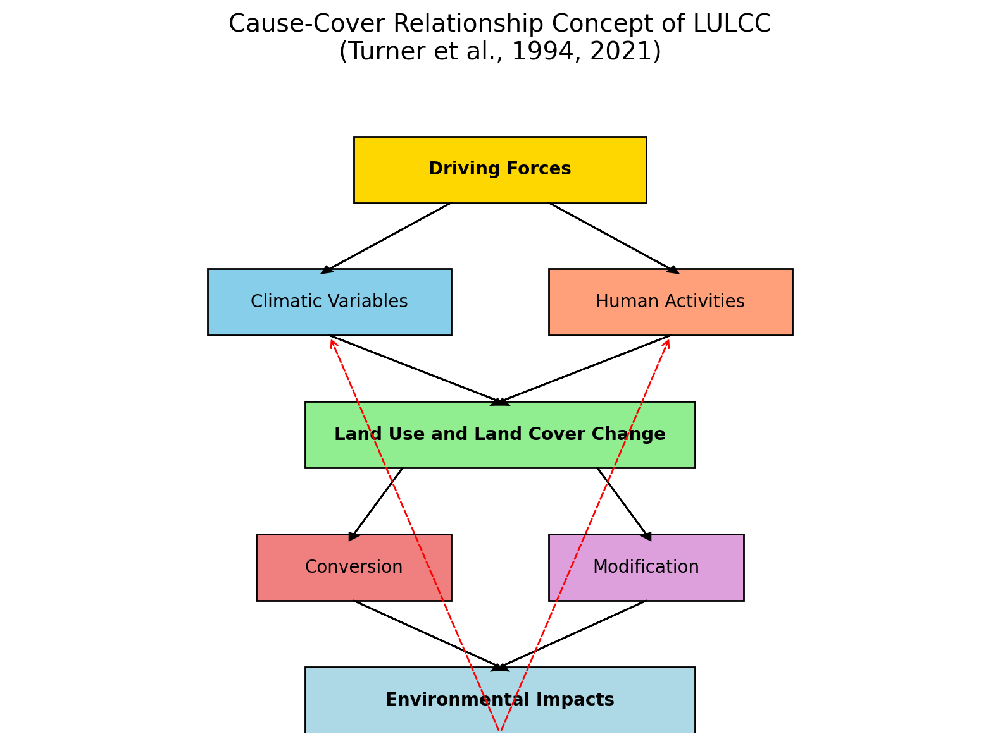 Cause-Cover Relationship Concept of LULCC
(Turner et al., 1994, 2021)
Driving Forces
Climatic Variables
Human Activities
Land Use and Land Cover Change
Conversion
Modification
Environmental Impacts